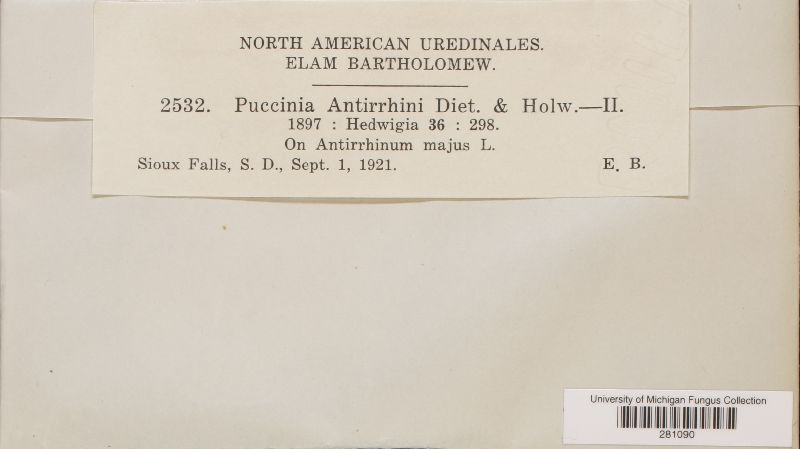 NORTH AMERICAN UREDINALES.
ELAM BARTHOLOMEW.
2532. Puccinia Antirrhini Diet. & Holw.—II.
1897 : Hedwigia 36 : 298.
On Antirrhinum majus L.
Sioux Falls, S. D., Sept. 1, 1921. E. B.
University of Michigan Fungus Collection
281090